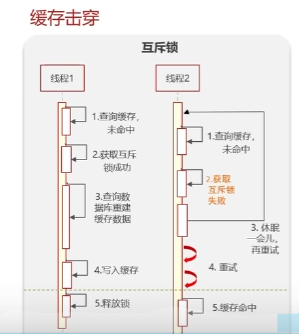 缓存击穿
互斥锁
线程1
线程2
1.查询缓存，
未命中
2.获取互斥
锁成功
3.查询数
据库重建
缓存数据
4.写入缓存
5.释放锁
1.查询缓存，
未命中
2.获取
互斥锁
失败
3. 休眠
一会儿，
再重试
4. 重试
5.缓存命中